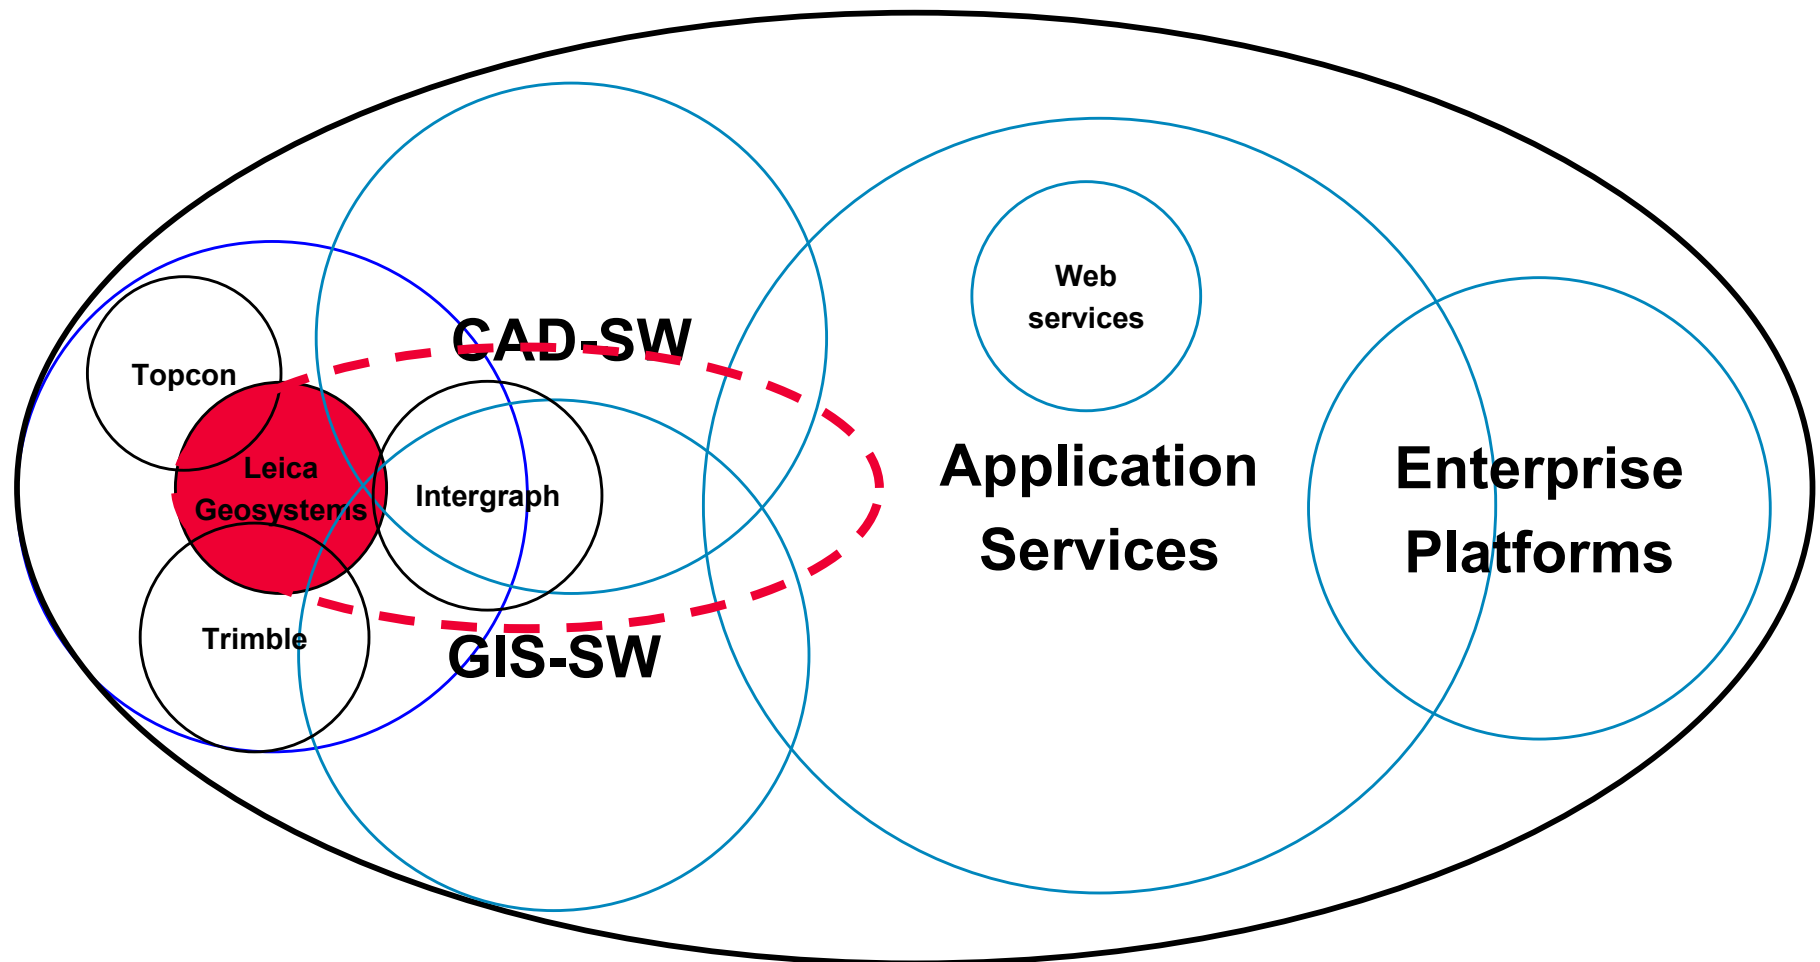 CAD-SW
Topcon
Leica
Geosystems
Intergraph
Trimble
GIS-SW
Web
services
Application
Services
Enterprise
Platforms